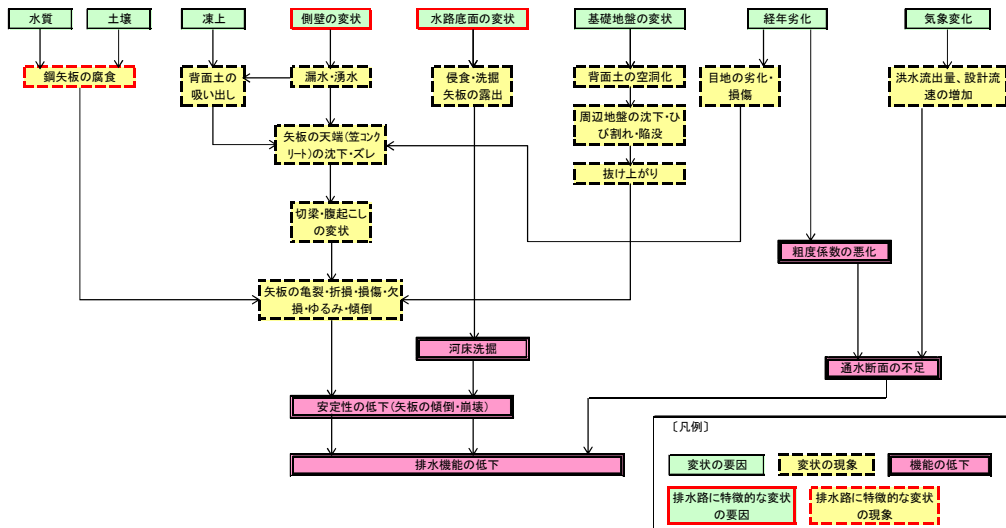 水質
土壌
凍上
側壁の変状
水路底面の変状
基礎地盤の変状
経年劣化
気象変化
鋼矢板の腐食
背面土の
吸い出し
漏水・湧水
侵食・洗掘
矢板の露出
背面土の空洞化
目地の劣化・
損傷
洪水流出量、設計流
速の増加
矢板の天端(笠コンク
リート)の沈下・ズレ
周辺地盤の沈下・ひ
び割れ・陥没
抜け上がり
切梁・腹起こし
の変状
粗度係数の悪化
矢板の亀裂・折損・損傷・欠
損・ゆるみ・傾倒
河床洗掘
通水断面の不足
安定性の低下(矢板の傾倒・崩壊)
排水機能の低下
〔凡例〕
変状の要因
変状の現象
機能の低下
排水路に特徴的な変状
の要因
排水路に特徴的な変状
の現象